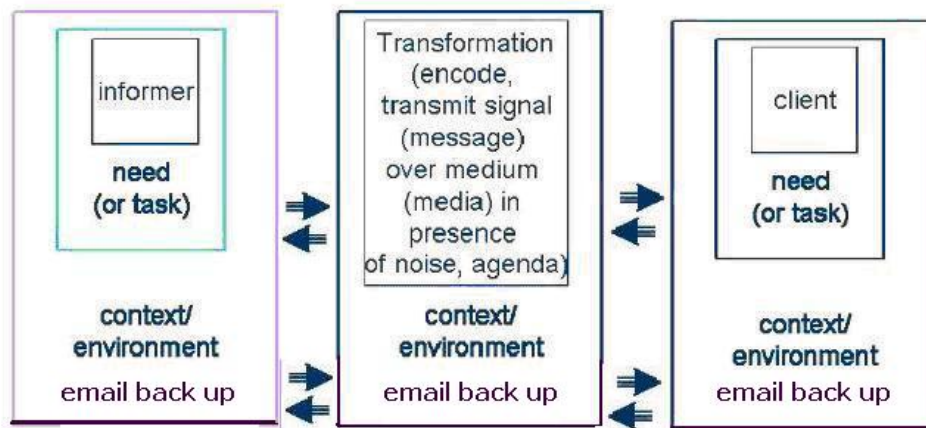 informer
need
(or task)
context/
environment
email back up
Transformation
(encode,
transmit signal
(message)
over medium
(media) in
presence
of noise, agenda)
context/
environment
email back up
client
need
(or task)
context/
environment
email back up